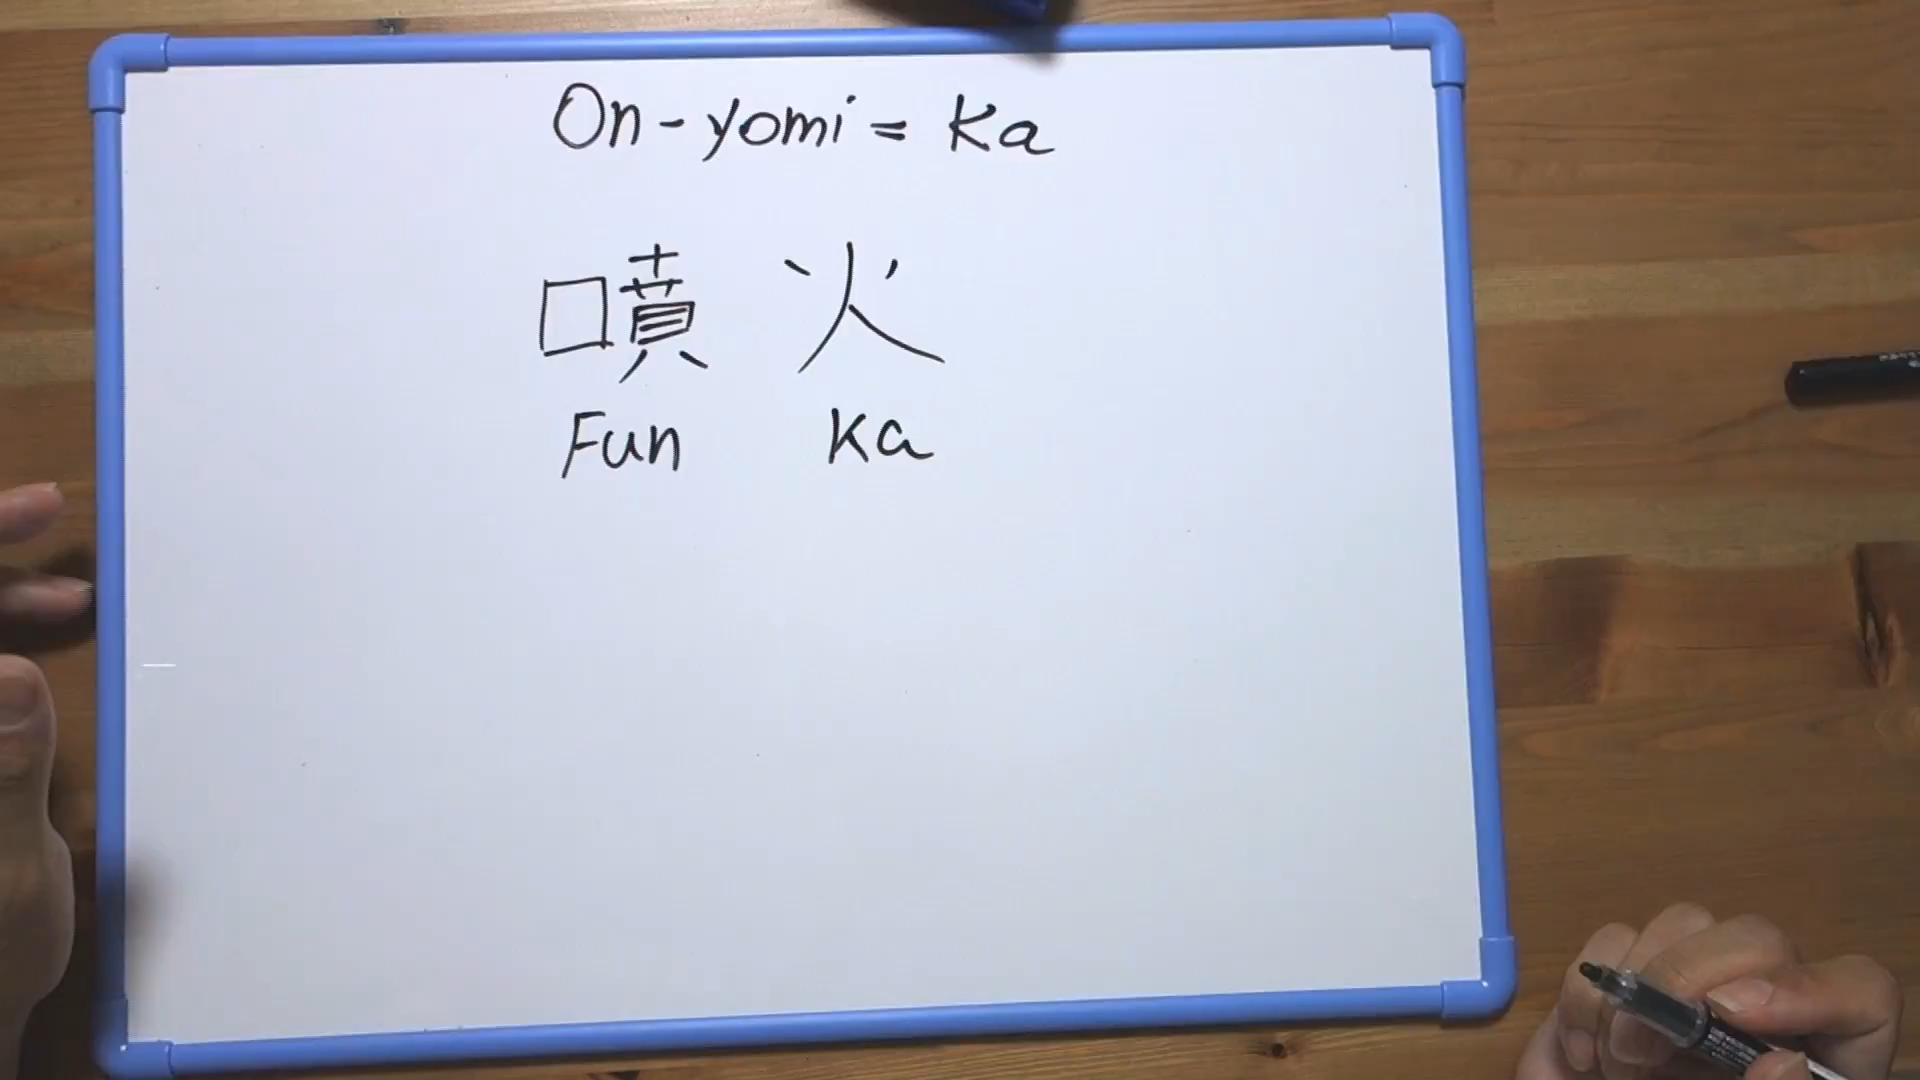 On-yomi = Ka
噴火
Fun Ka